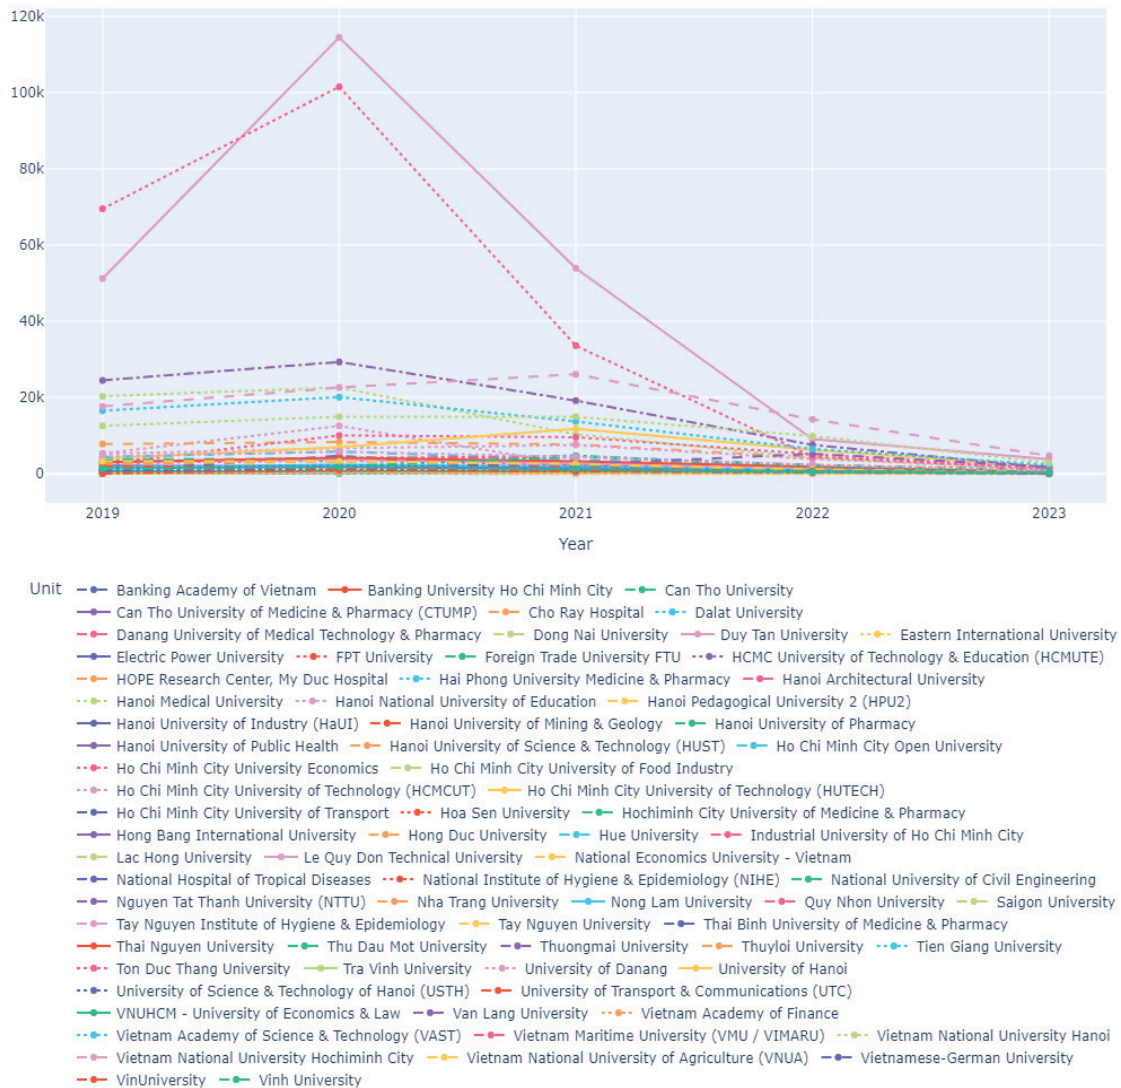 120k
100k
80k
60k
40k
20k
0
2019 2020 2021 2022 2023
Year
Unit Banking Academy of Vietnam Banking University Ho Chi Minh City Can Tho University
Can Tho University of Medicine & Pharmacy (CTUMP) Cho Ray Hospital Dalat University
Danang University of Medical Technology & Pharmacy Dong Nai University Duy Tan University Eastern International University
Electric Power University FPT University Foreign Trade University FTU HCMC University of Technology & Education (HCMUTE)
HOPE Research Center, My Duc Hospital Hai Phong University Medicine & Pharmacy Hanoi Architectural University
Hanoi Medical University Hanoi National University of Education Hanoi Pedagogical University 2 (HPU2)
Hanoi University of Industry (HaUI) Hanoi University of Mining & Geology Hanoi University of Pharmacy
Hanoi University of Public Health Hanoi University of Science & Technology (HUST) Ho Chi Minh City Open University
Ho Chi Minh City University Economics Ho Chi Minh City University of Food Industry
Ho Chi Minh City University of Technology (HCMCUT) Ho Chi Minh City University of Technology (HUTECH)
Ho Chi Minh City University of Transport Hoa Sen University Hochiminh City University of Medicine & Pharmacy
Hong Bang International University Hong Duc University Hue University Industrial University of Ho Chi Minh City
Lac Hong University Le Quy Don Technical University National Economics University - Vietnam
National Hospital of Tropical Diseases National Institute of Hygiene & Epidemiology (NIHE) National University of Civil Engineering
Nguyen Tat Thanh University (NTTU) Nha Trang University Nong Lam University Quy Nhon University Saigon University
Tay Nguyen Institute of Hygiene & Epidemiology Tay Nguyen University Thai Binh University of Medicine & Pharmacy
Thai Nguyen University Thu Dau Mot University Thuongmai University Thuyloi University Tien Giang University
Ton Duc Thang University Tra Vinh University University of Danang University of Hanoi
University of Science & Technology of Hanoi (USTH) University of Transport & Communications (UTC)
VNUHCM - University of Economics & Law Van Lang University Vietnam Academy of Finance
Vietnam Academy of Science & Technology (VAST) Vietnam Maritime University (VMU / VIMARU) Vietnam National University Hanoi
Vietnam National University Hochiminh City Vietnam National University of Agriculture (VNUA) Vietnamese-German University
VinUniversity Vinh University